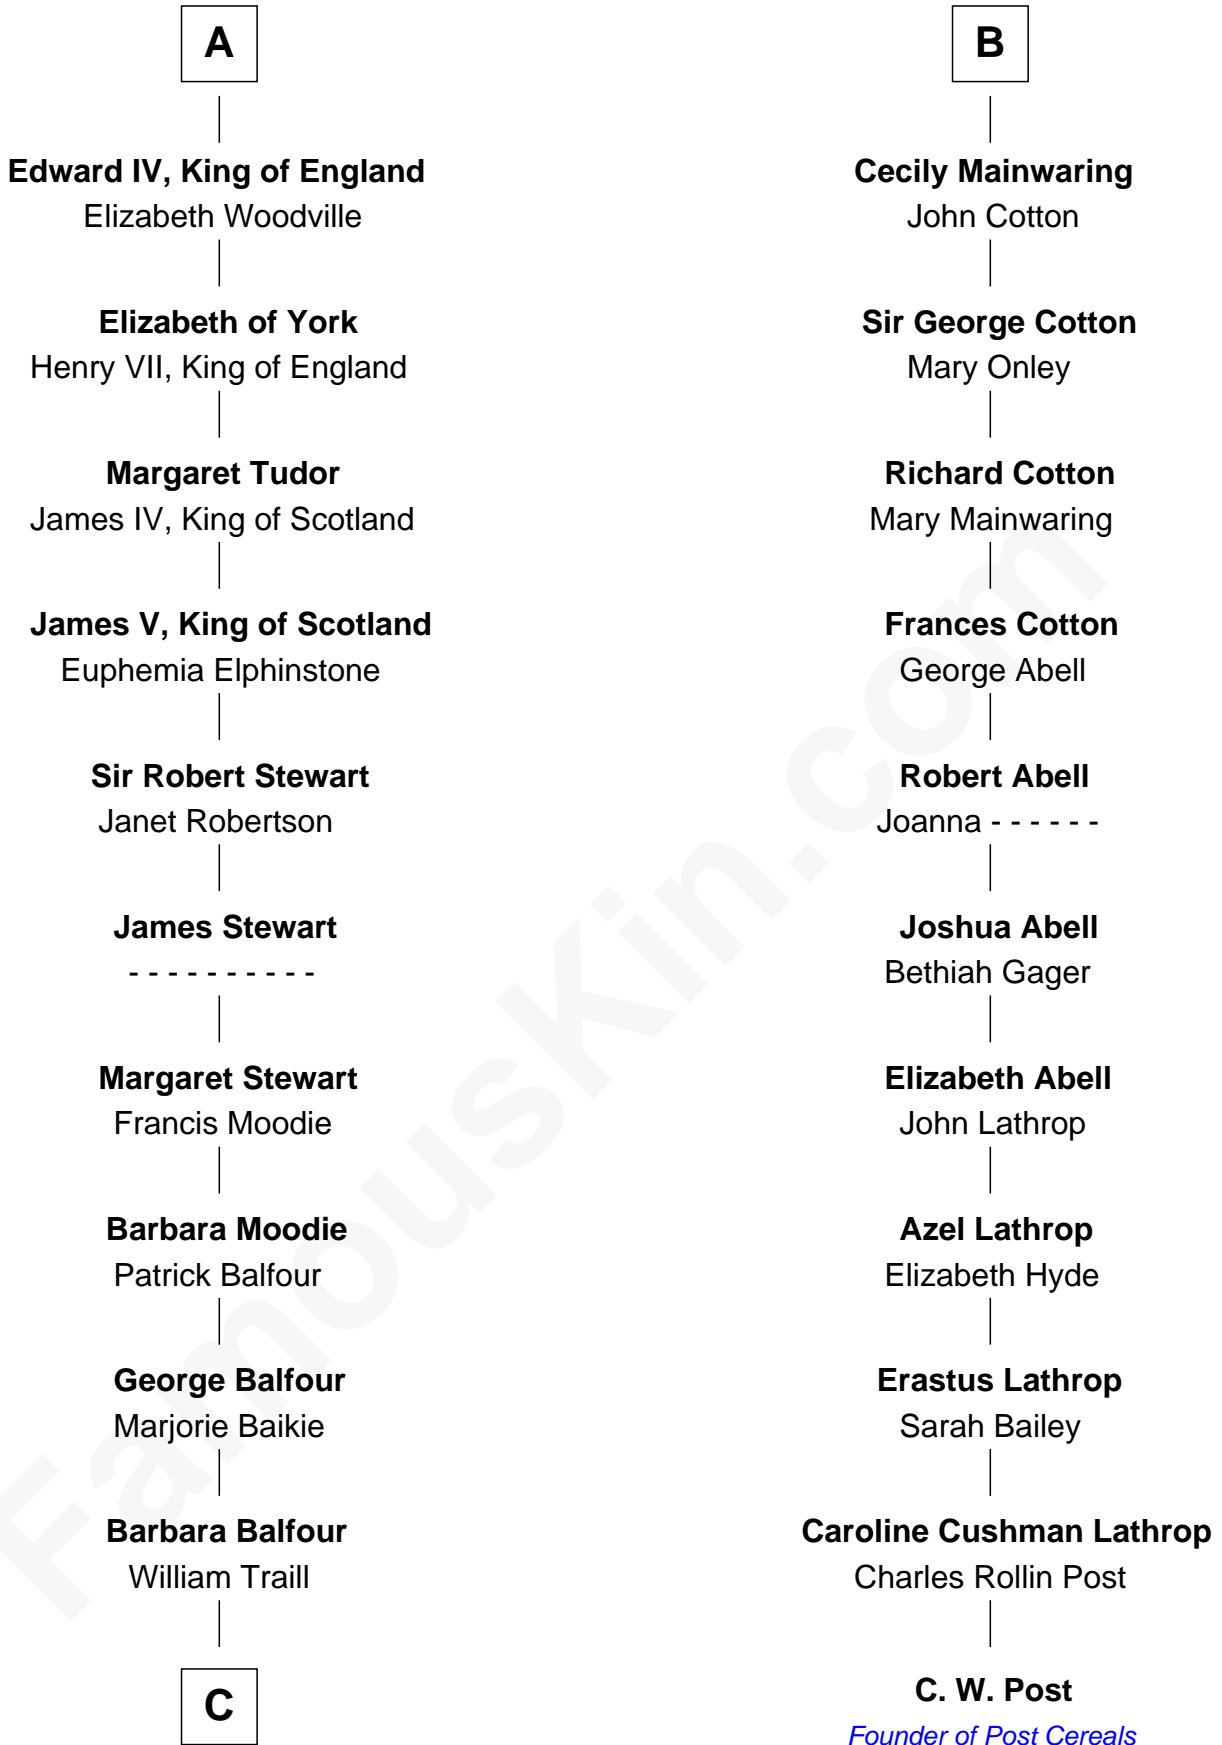 A
Edward IV, King of England
Elizabeth Woodville
Elizabeth of York
Henry VII, King of England
Margaret Tudor
James IV, King of Scotland
James V, King of Scotland
Euphemia Elphinstone
Sir Robert Stewart
Janet Robertson
James Stewart
- - - - - - - - - -
Margaret Stewart
Francis Moodie
Barbara Moodie
Patrick Balfour
George Balfour
Marjorie Baikie
Barbara Balfour
William Traill
C
B
Cecily Mainwaring
John Cotton
Sir George Cotton
Mary Onley
Richard Cotton
Mary Mainwaring
Frances Cotton
George Abell
Robert Abell
Joanna - - - - - -
Joshua Abell
Bethiah Gager
Elizabeth Abell
John Lathrop
Azel Lathrop
Elizabeth Hyde
Erastus Lathrop
Sarah Bailey
Caroline Cushman Lathrop
Charles Rollin Post
C. W. Post
Founder of Post Cereals
FamousKin.com